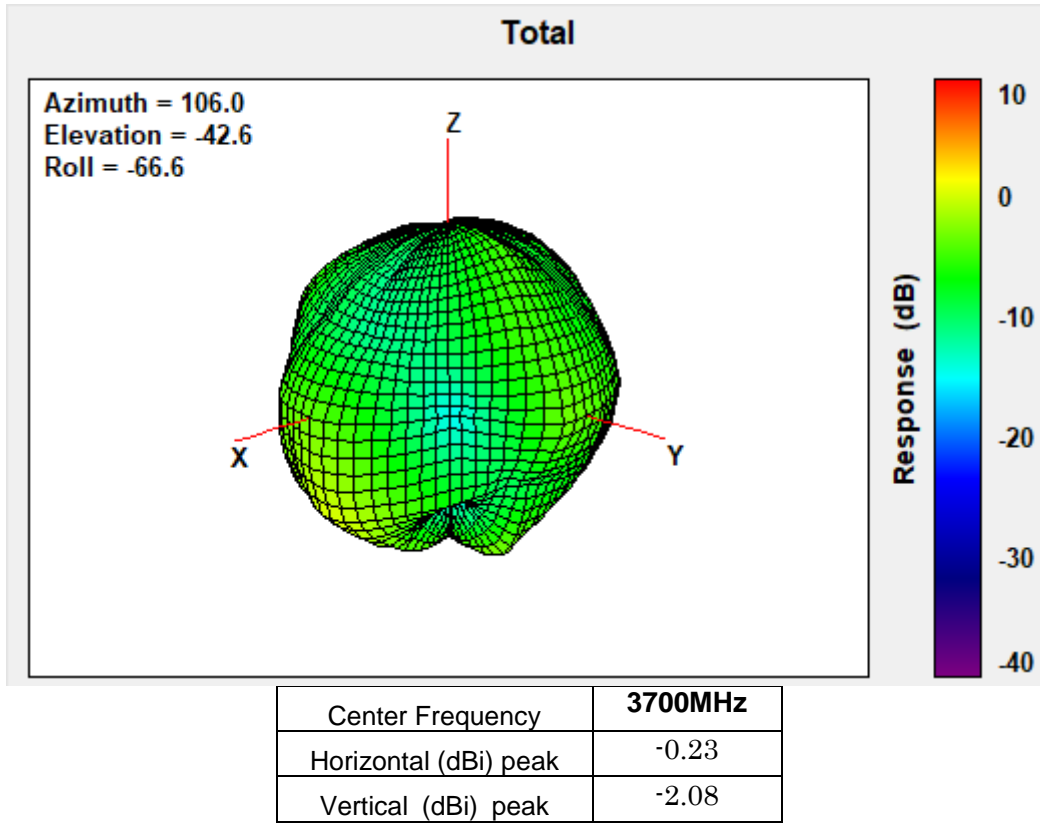 Total
Azimuth = 106.0
Elevation = -42.6
Roll = -66.6
Z
X
Y
10
0
-10
-20
-30
-40
Response (dB)
Center Frequency 3700MHz
Horizontal (dBi) peak -0.23
Vertical (dBi) peak -2.08